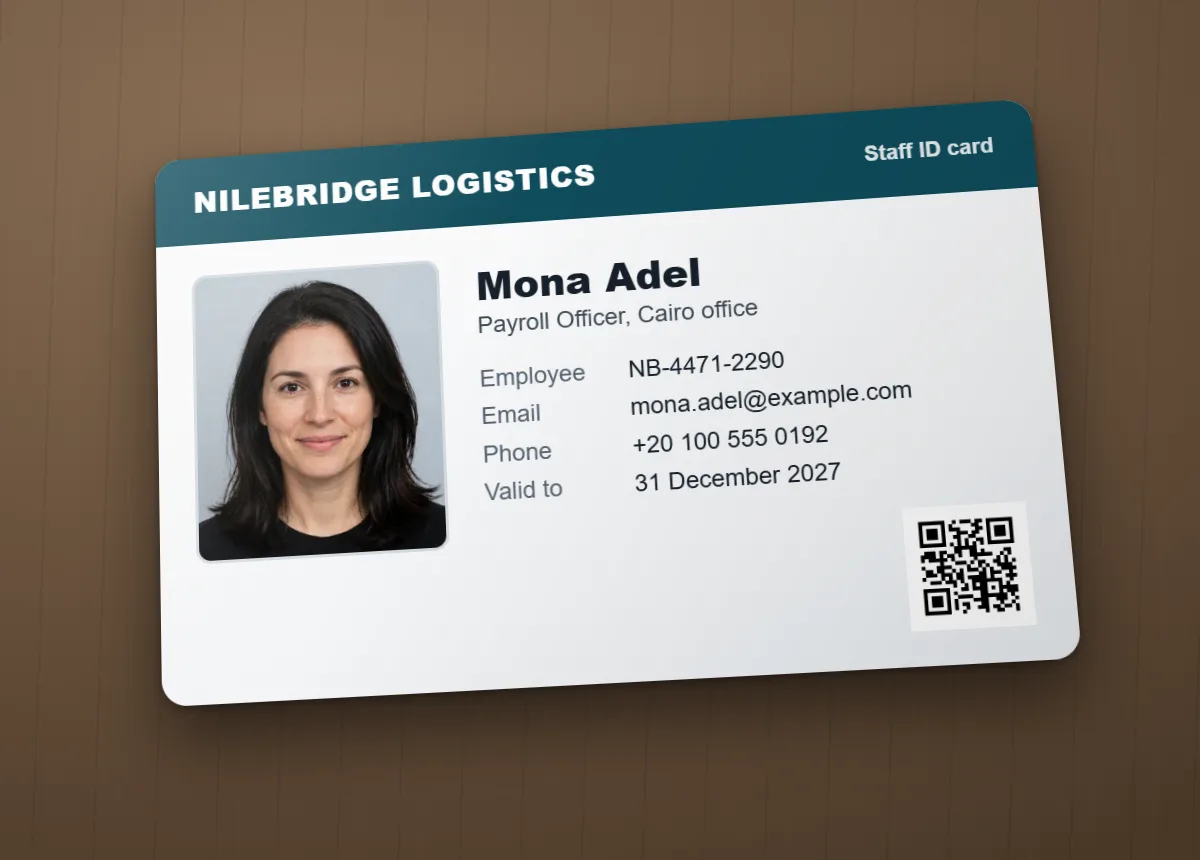 NILEBRIDGE LOGISTICS
Staff ID card
Mona Adel
Payroll Officer, Cairo office
Employee NB-4471-2290
Email mona.adel@example.com
Phone +20 100 555 0192
Valid to 31 December 2027